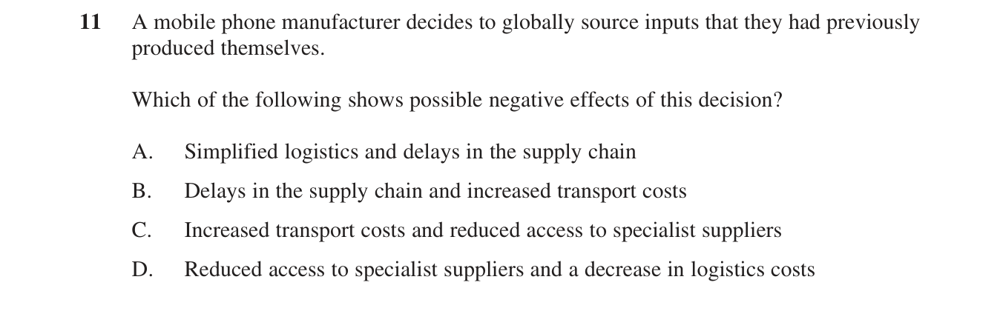 11 A mobile phone manufacturer decides to globally source inputs that they had previously
produced themselves.
Which of the following shows possible negative effects of this decision?
A. Simplified logistics and delays in the supply chain
B. Delays in the supply chain and increased transport costs
C. Increased transport costs and reduced access to specialist suppliers
D. Reduced access to specialist suppliers and a decrease in logistics costs